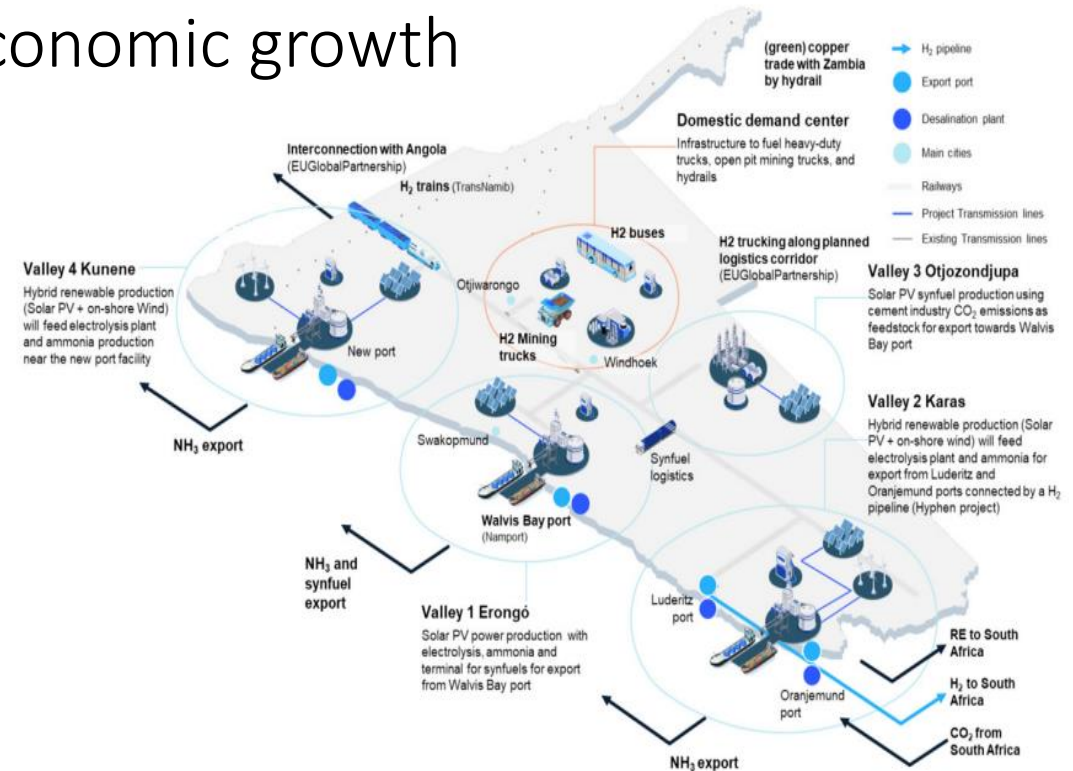 conomic growth
(green) copper
trade with Zambia
by hydrail
H₂ pipeline
Export port
Desalination plant
Main cities
Railways
Project Transmission lines
Existing Transmission lines
Domestic demand center
Infrastructure to fuel heavy-duty
trucks, open pit mining trucks, and
hydrails
Interconnection with Angola
(EUGlobalPartnership)
H₂ trains (TransNamib)
H2 buses
H2 trucking along planned
logistics corridor
(EUGlobalPartnership)
Valley 4 Kunene
Hybrid renewable production
(Solar PV + on-shore Wind)
will feed electrolysis plant
and ammonia production
near the new port facility
Otjiwarongo
H2 Mining
trucks
Windhoek
New port
Valley 3 Otjozondjupa
Solar PV synfuel production using
cement industry CO₂ emissions as
feedstock for export towards Walvis
Bay port
NH₃ export
Swakopmund
Synfuel
logistics
Walvis Bay port
(Namport)
Valley 2 Karas
Hybrid renewable production (Solar
PV + on-shore wind) will feed
electrolysis plant and ammonia for
export from Luderitz and
Oranjemund ports connected by a H₂
pipeline (Hyphen project)
NH₃ and
synfuel
export
Valley 1 Erongó
Solar PV power production with
electrolysis, ammonia and
terminal for synfuels for export
from Walvis Bay port
Luderitz
port
Oranjemund
port
RE to South
Africa
H₂ to South
Africa
CO₂ from
South Africa
NH₃ export